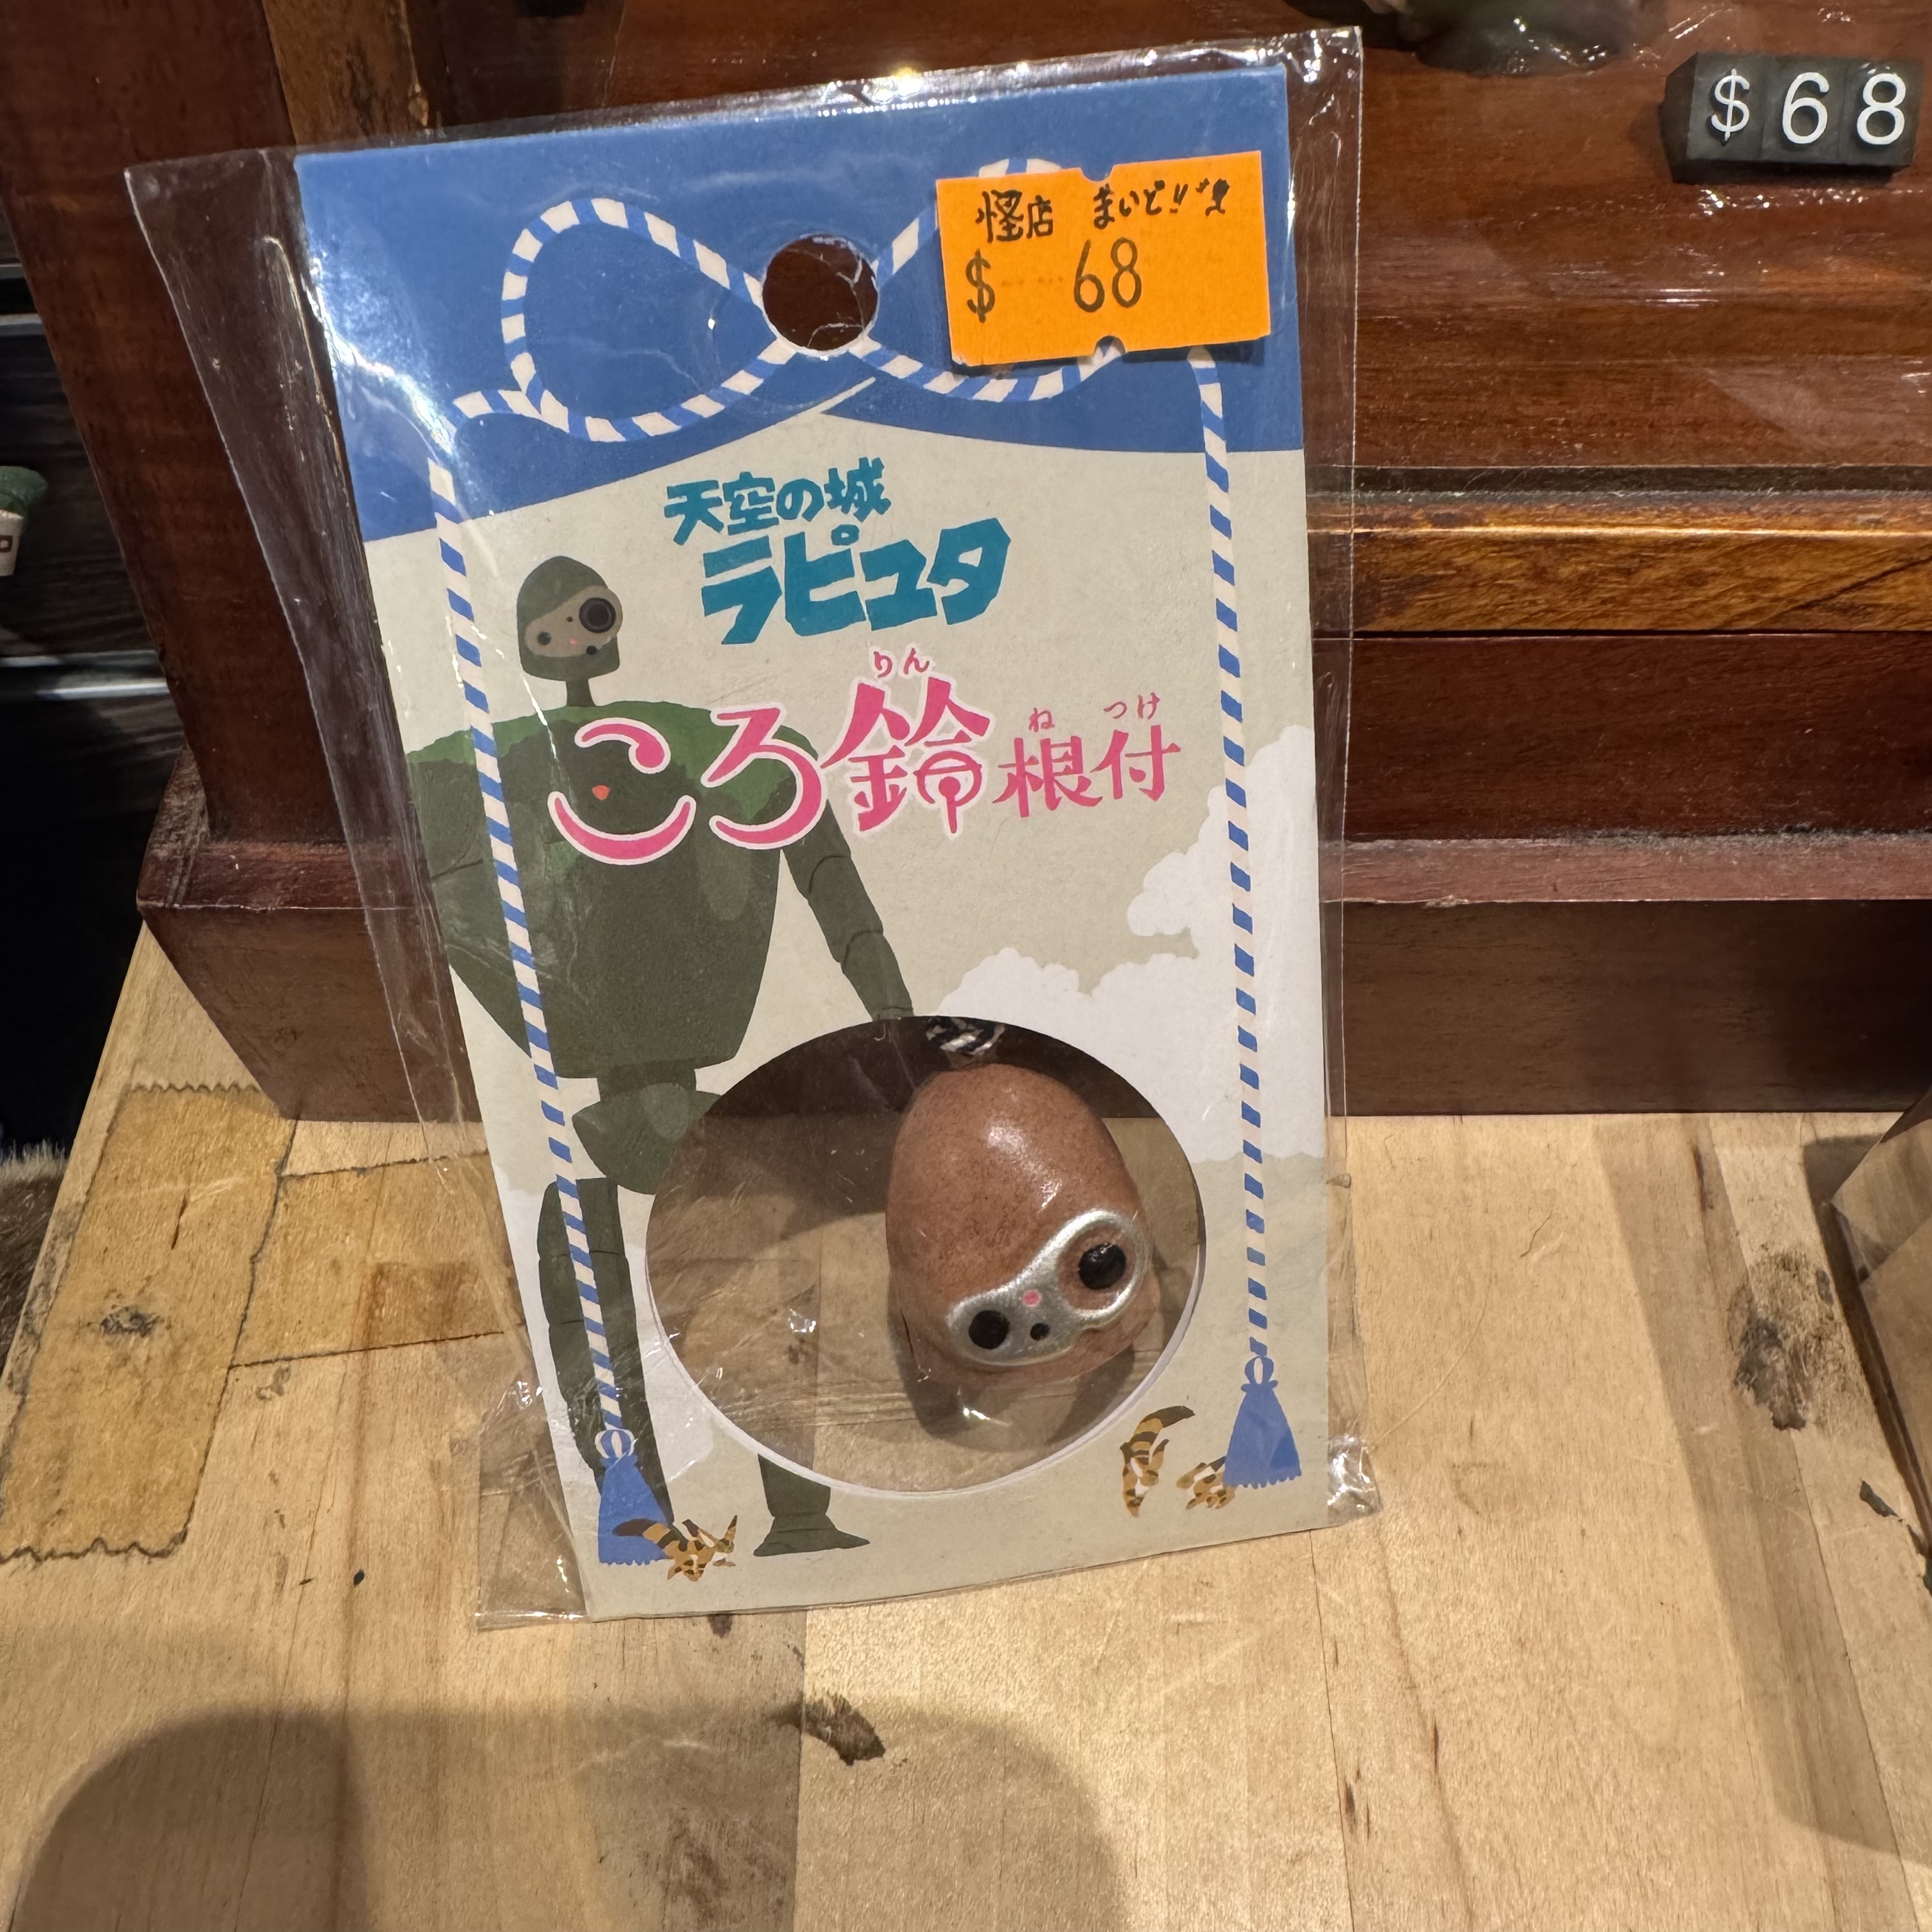 $68
怪店 まいど!!
$ 68
天空の城
ラピュタ
りん
ころ鈴
ね つけ
根付